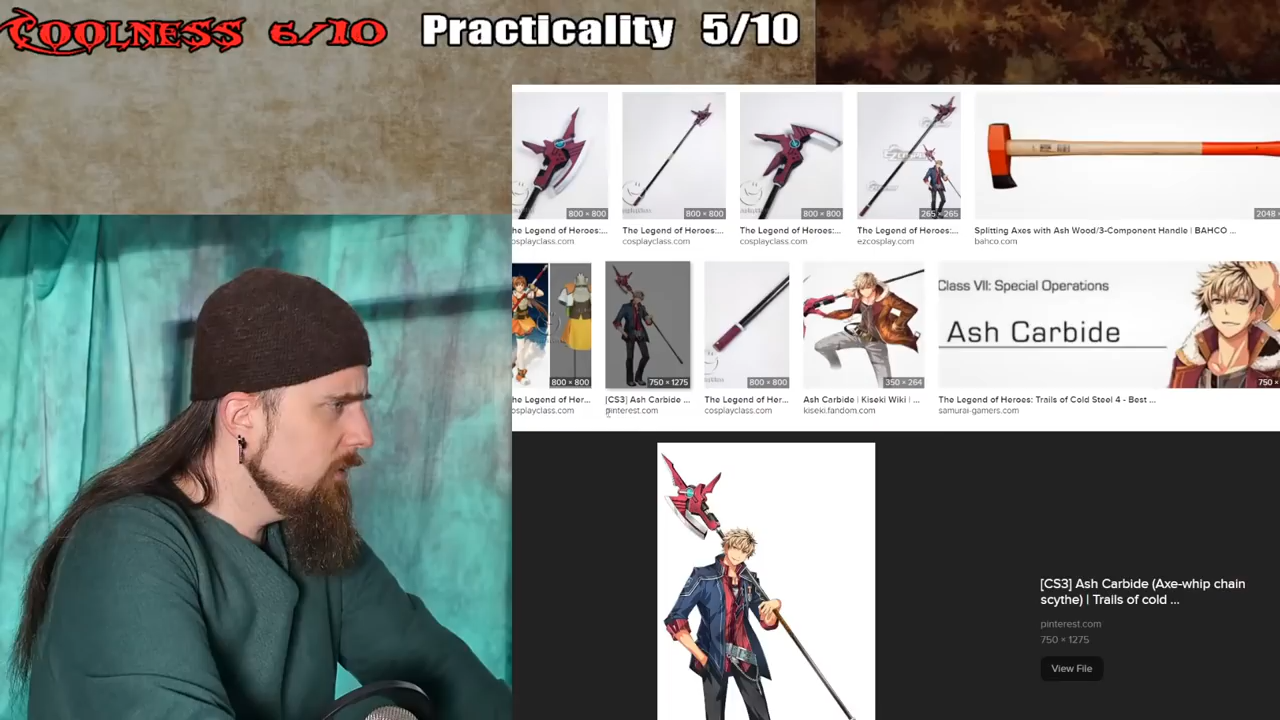 COOLNESS 6/10 Practicality 5/10
800 × 800
800 × 800
800 × 800
265 × 265
2048
he Legend of Heroes:...
osplayclass.com
The Legend of Heroes:...
cosplayclass.com
The Legend of Heroes:...
cosplayclass.com
The Legend of Heroes:...
ezcosplay.com
Splitting Axes with Ash Wood/3-Component Handle | BAHCO ...
bahco.com
Class VII: Special Operations
Ash Carbide
800 × 800
750 × 1275
800 × 800
350 × 264
750 ×
he Legend of Her...
osplayclass.com
[CS3] Ash Carbide ...
pinterest.com
The Legend of Her...
cosplayclass.com
Ash Carbide | Kiseki Wiki | ...
kiseki.fandom.com
The Legend of Heroes: Trails of Cold Steel 4 - Best ...
samurai-gamers.com
[CS3] Ash Carbide (Axe-whip chain
scythe) | Trails of cold ...
pinterest.com
750 × 1275
View File